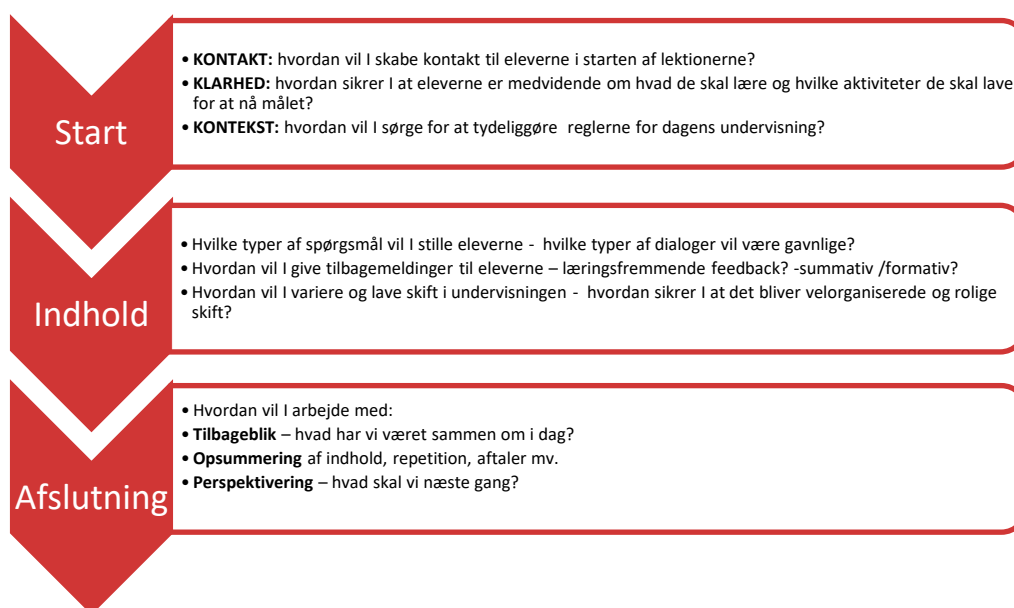 Start
• KONTAKT: hvordan vil I skabe kontakt til eleverne i starten af lektionerne?
• KLARHED: hvordan sikrer I at eleverne er medvidende om hvad de skal lære og hvilke aktiviteter de skal lave
for at nå målet?
• KONTEKST: hvordan vil I sørge for at tydeliggøre  reglerne for dagens undervisning?
Indhold
• Hvilke typer af spørgsmål vil I stille eleverne -  hvilke typer af dialoger vil være gavnlige?
• Hvordan vil I give tilbagemeldinger til eleverne – læringsfremmende feedback? -summativ /formativ?
• Hvordan vil I variere og lave skift i undervisningen -  hvordan sikrer I at det bliver velorganiserede og rolige
skift?
Afslutning
• Hvordan vil I arbejde med:
• Tilbageblik – hvad har vi været sammen om i dag?
• Opsummering af indhold, repetition, aftaler mv.
• Perspektivering – hvad skal vi næste gang?